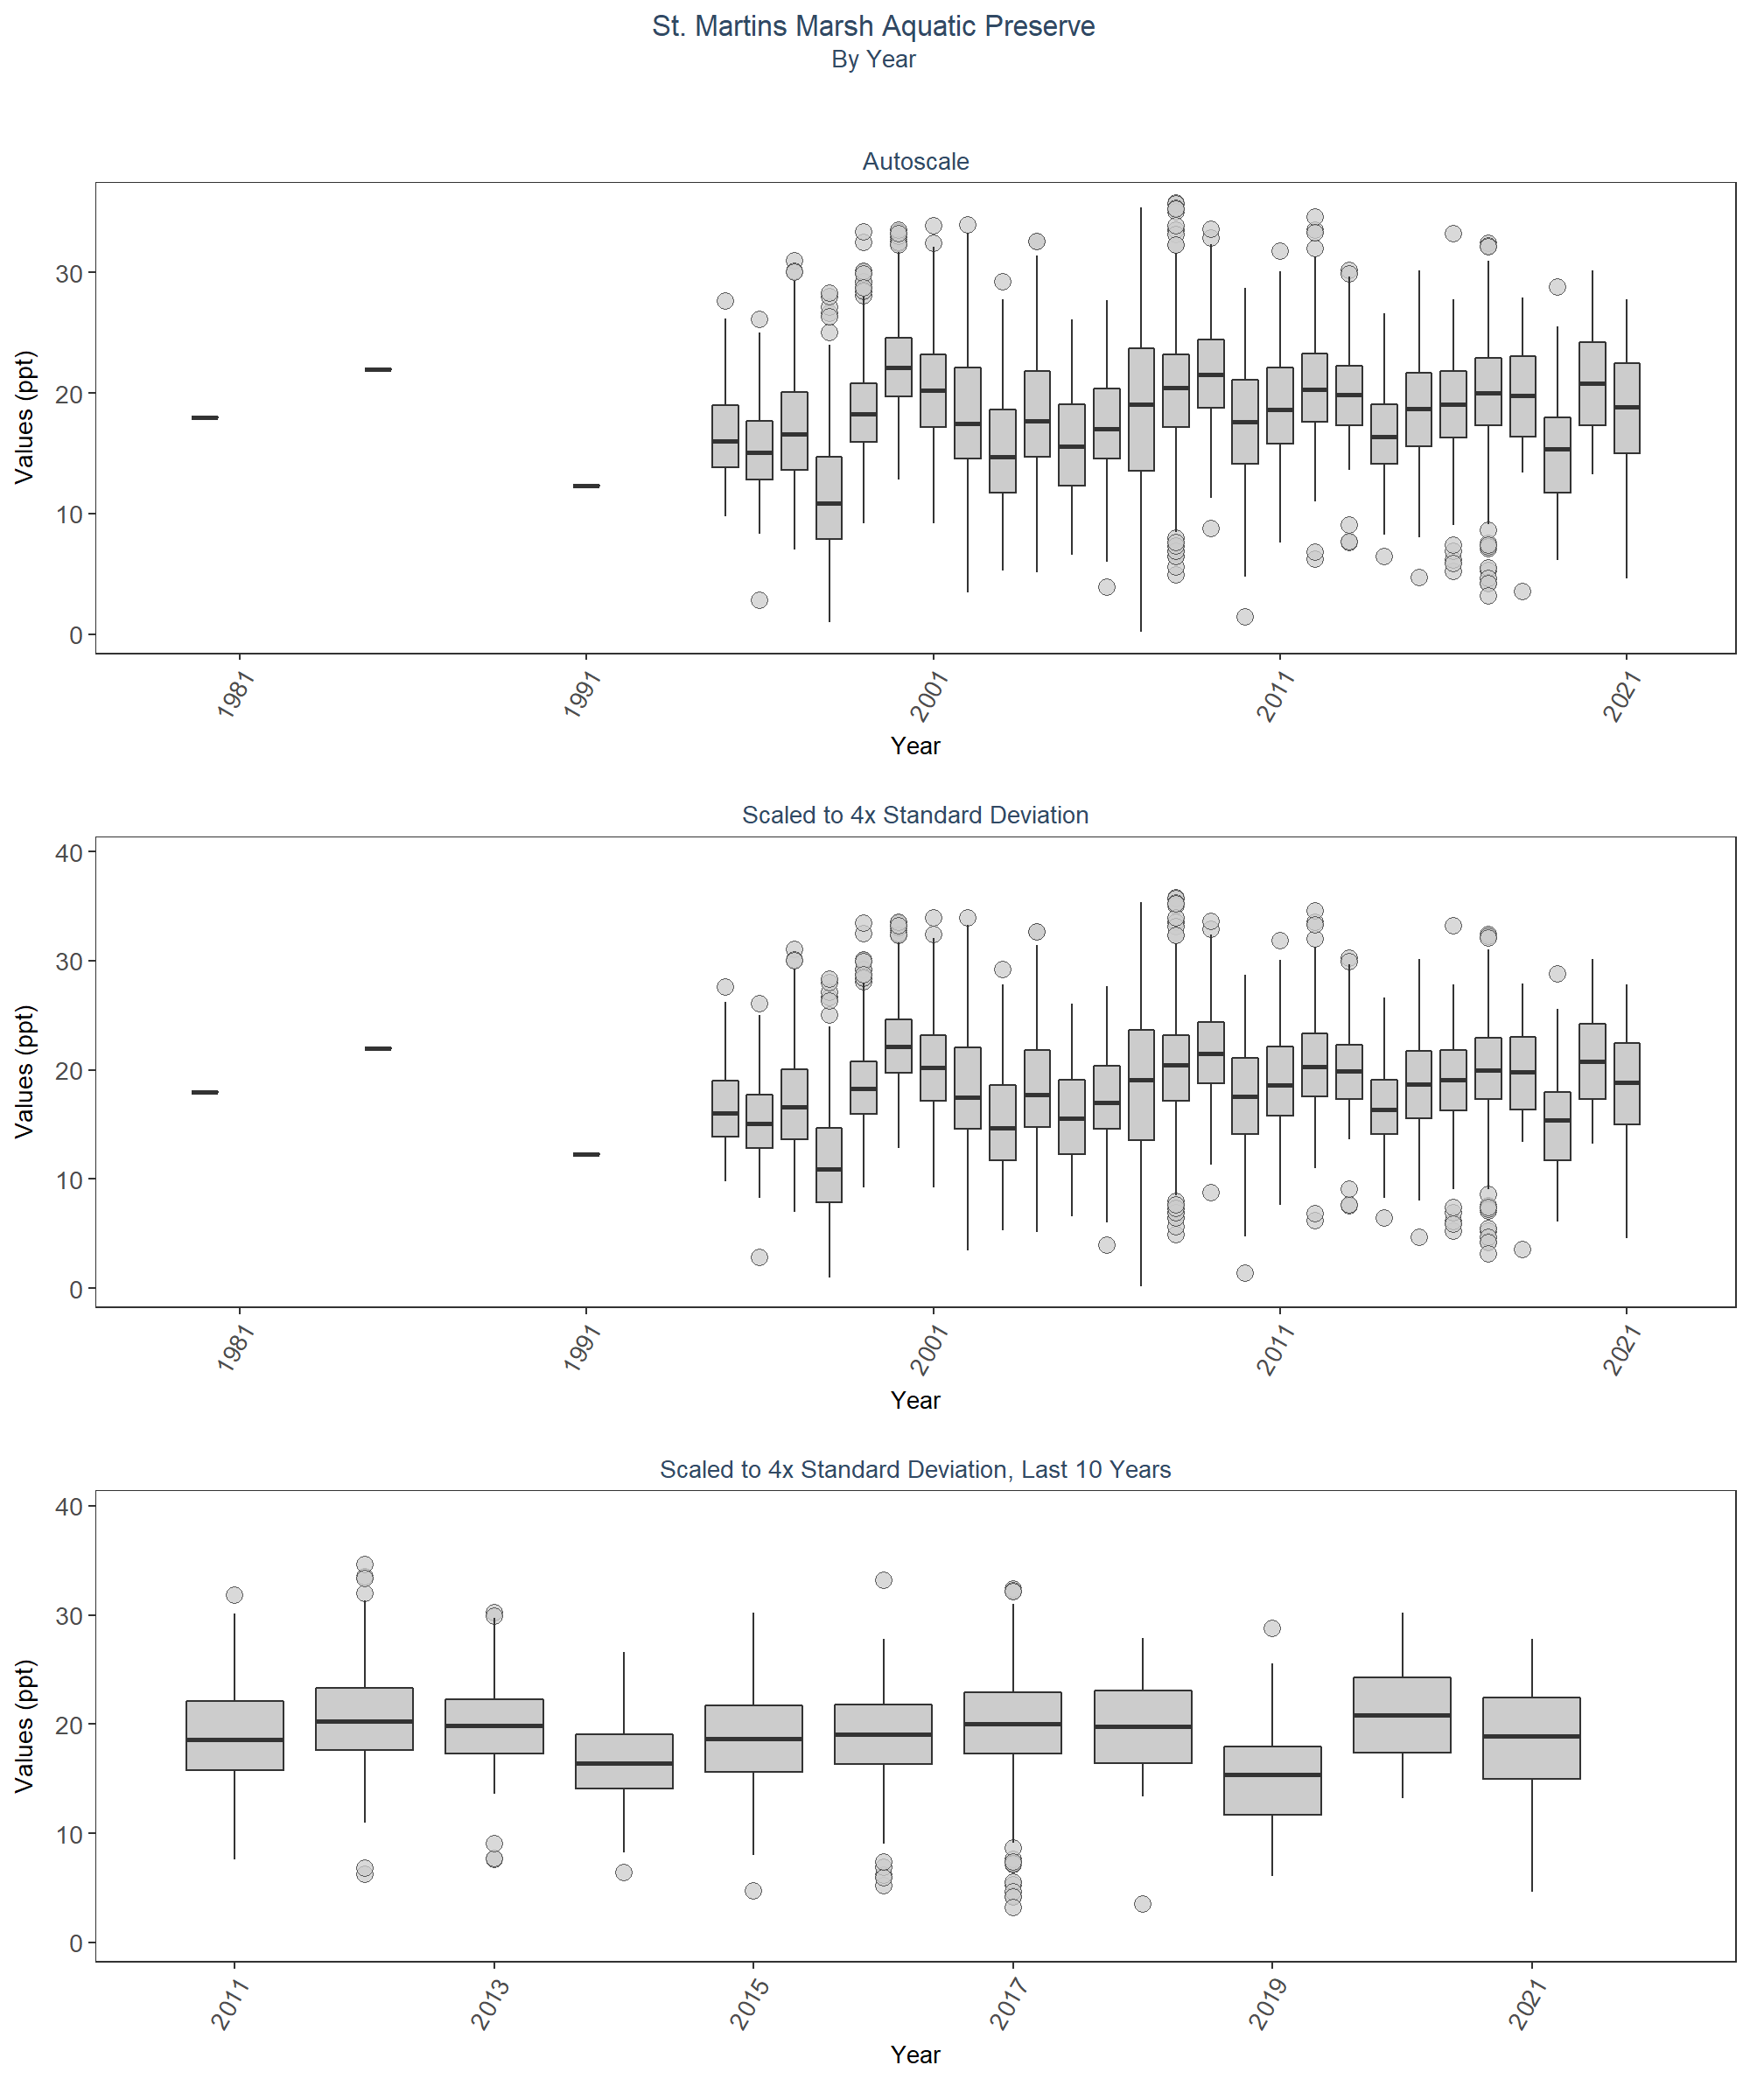 St. Martins Marsh Aquatic Preserve
By Year
Autoscale
Values (ppt)
30
20
10
0
1981
1991
2001
2011
2021
Year
Scaled to 4x Standard Deviation
Values (ppt)
40
30
20
10
0
1981
1991
2001
2011
2021
Year
Scaled to 4x Standard Deviation, Last 10 Years
Values (ppt)
40
30
20
10
0
2011
2013
2015
2017
2019
2021
Year